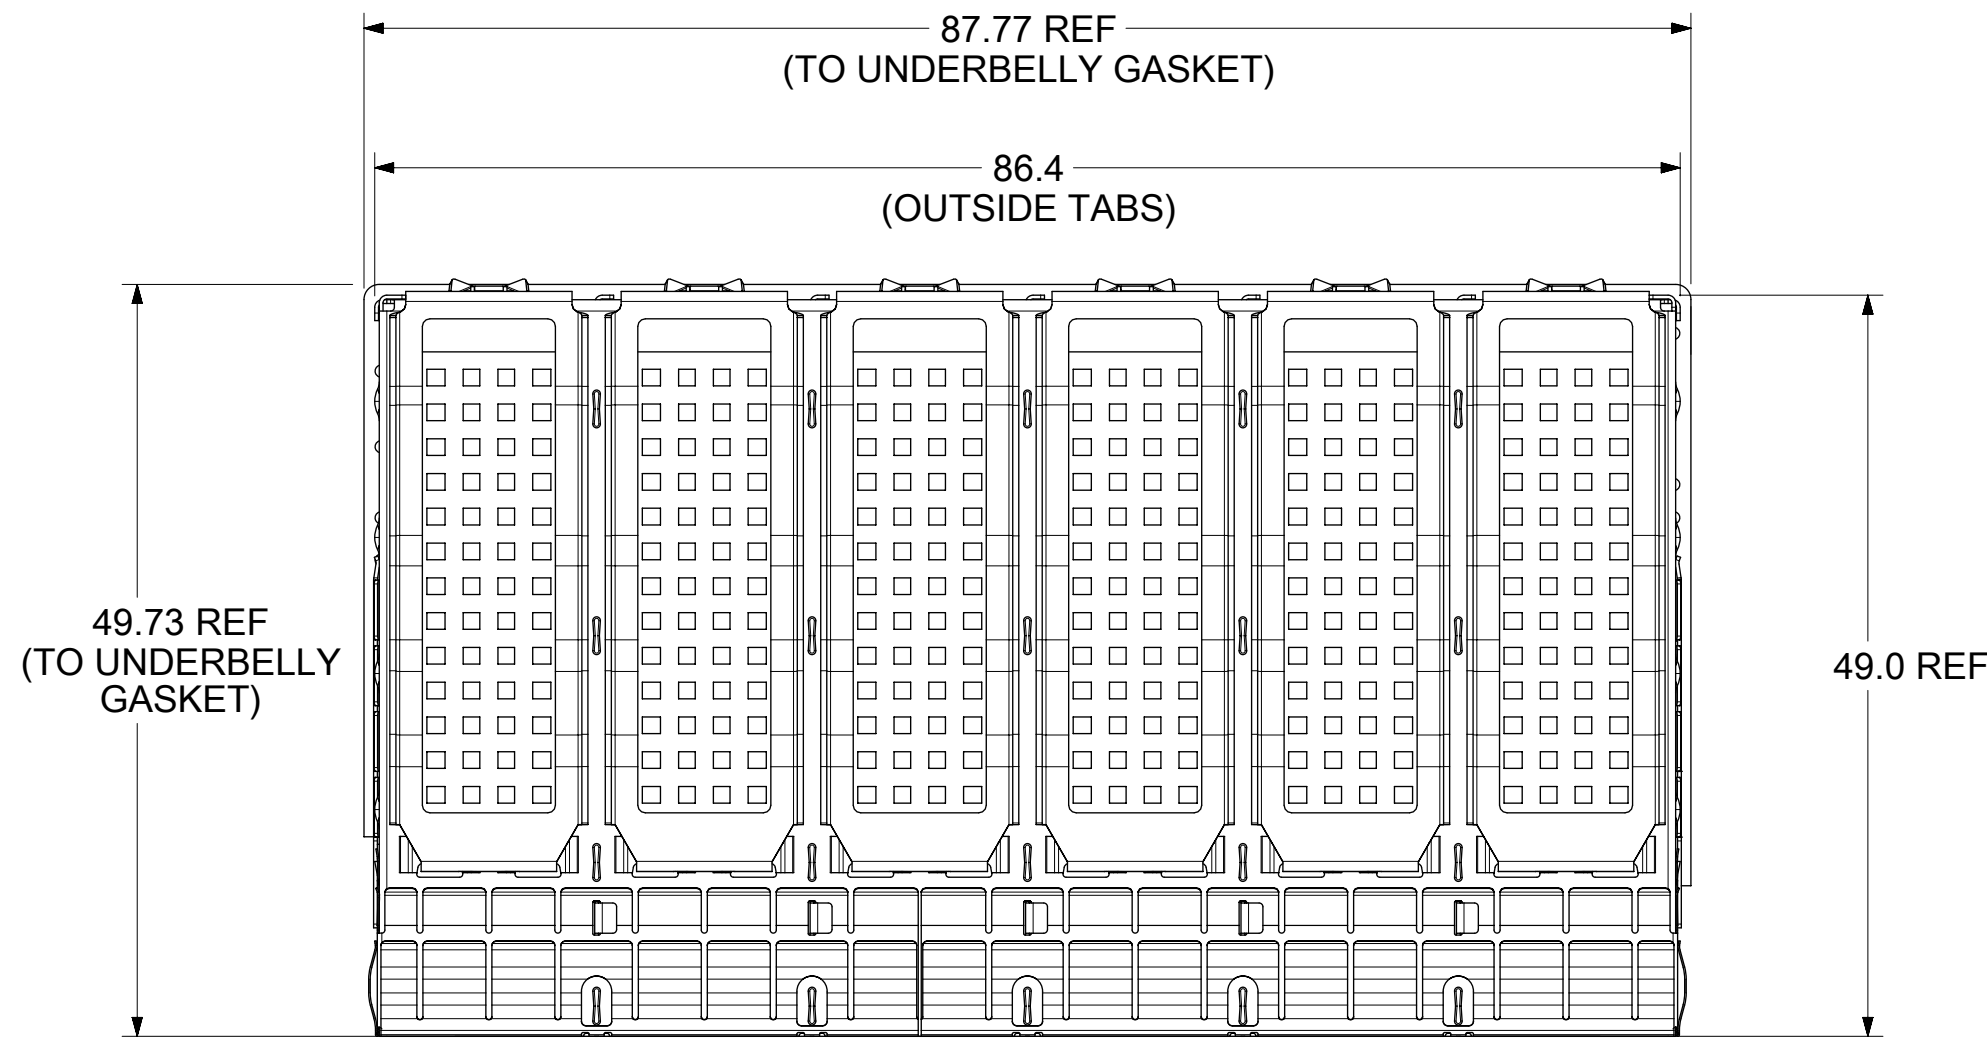 87.77 REF
(TO UNDERBELLY GASKET)
86.4
(OUTSIDE TABS)
49.73 REF
(TO UNDERBELLY
GASKET)
49.0 REF